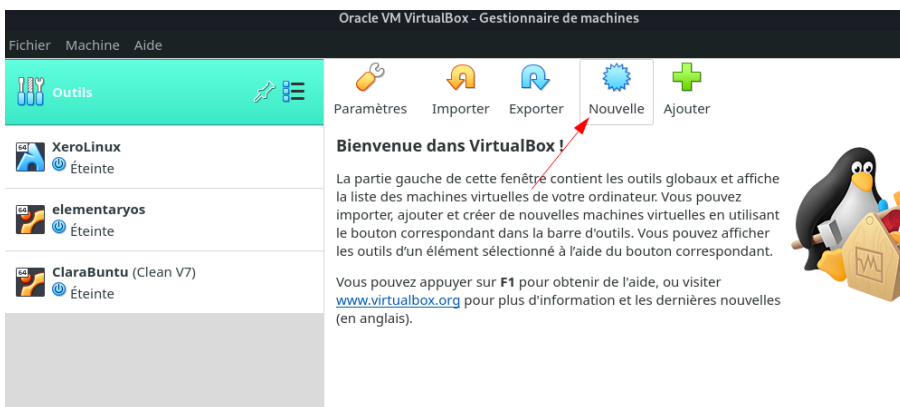 Oracle VM VirtualBox - Gestionnaire de machines
Fichier Machine Aide
Outils
Paramètres Importer Exporter Nouvelle Ajouter
64 XeroLinux
Éteinte
64 elementaryos
Éteinte
64 ClaraBuntu (Clean V7)
Éteinte
Bienvenue dans VirtualBox !
La partie gauche de cette fenêtre contient les outils globaux et affiche
la liste des machines virtuelles de votre ordinateur. Vous pouvez
importer, ajouter et créer de nouvelles machines virtuelles en utilisant
le bouton correspondant dans la barre d'outils. Vous pouvez afficher
les outils d’un élément sélectionné à l’aide du bouton correspondant.
Vous pouvez appuyer sur F1 pour obtenir de l'aide, ou visiter
www.virtualbox.org pour plus d'information et les dernières nouvelles
(en anglais).